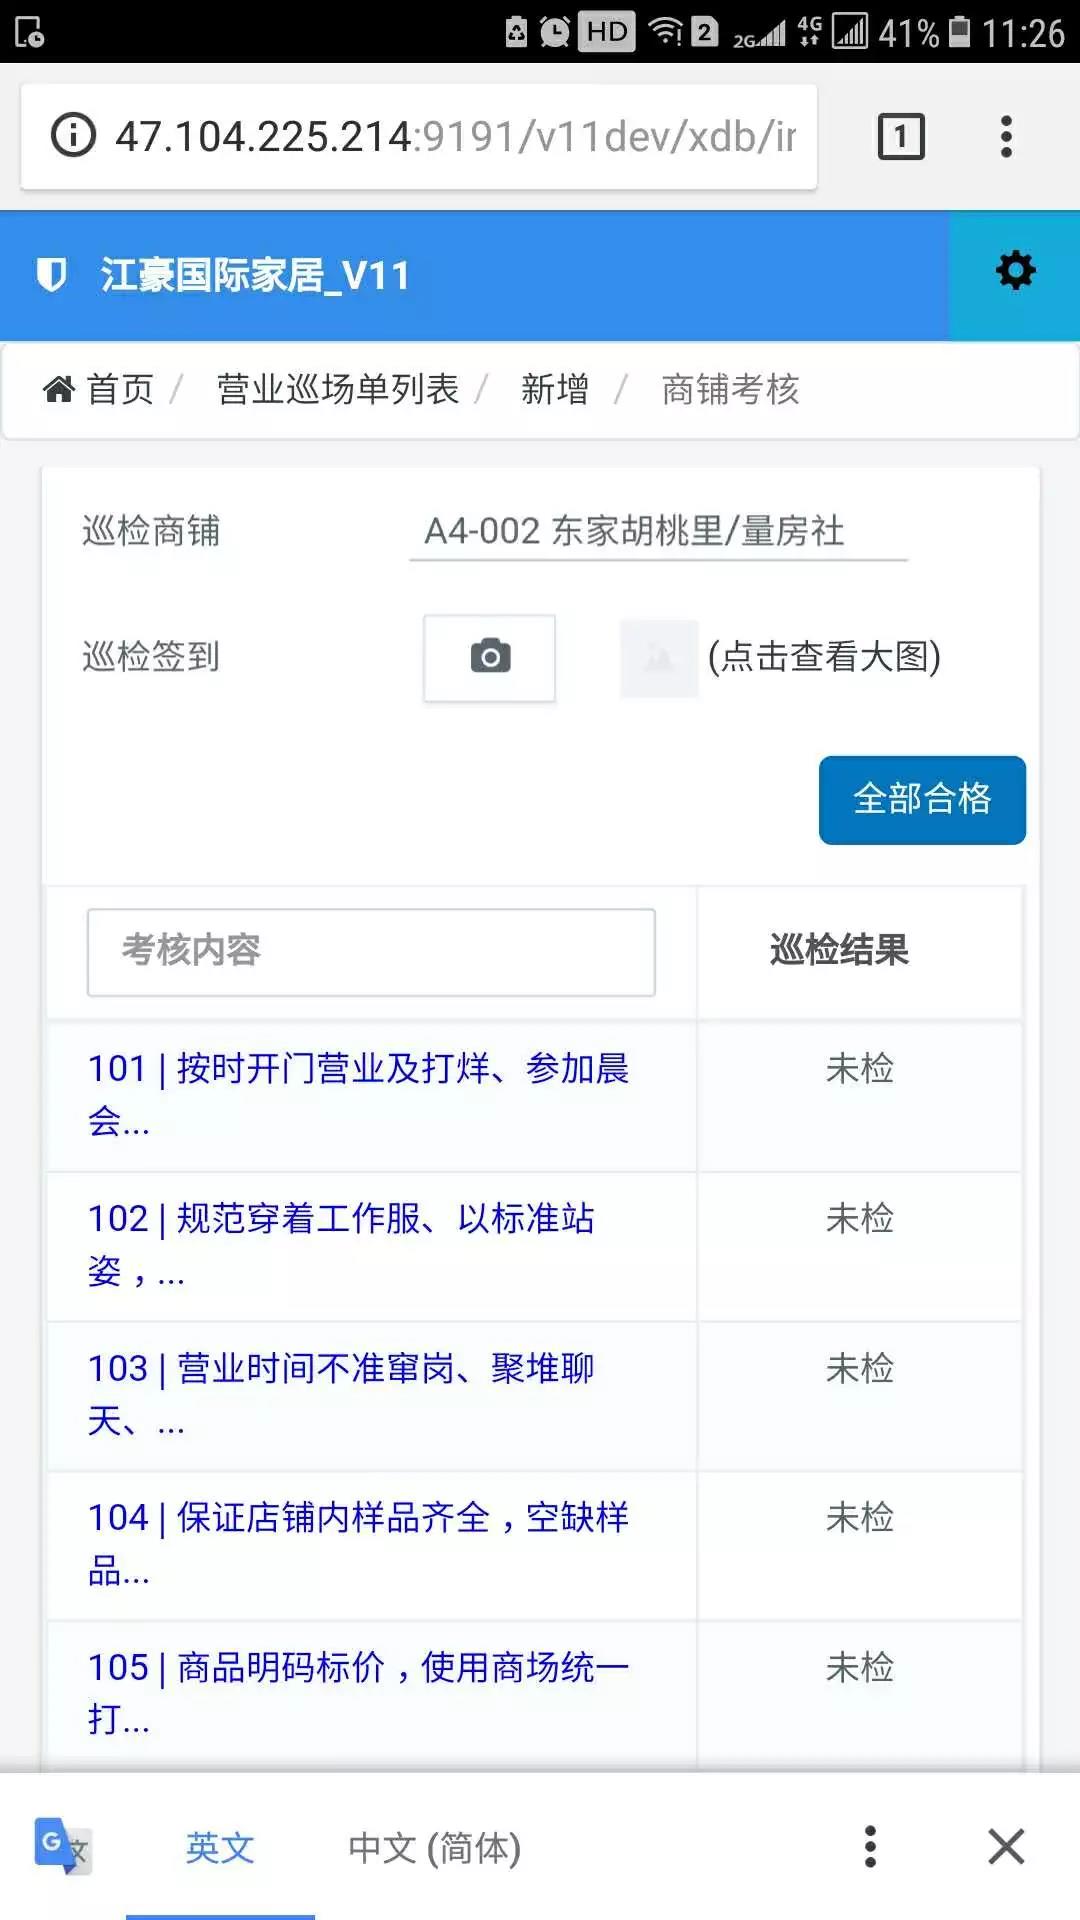 HD 2 2G 4G 41% 11:26
47.104.225.214:9191/v11dev/xdb/ir
1
江豪国际家居_V11
首页 / 营业巡场单列表 / 新增 / 商铺考核
巡检商铺 A4-002 东家胡桃里/量房社
巡检签到 (点击查看大图)
全部合格
考核内容 巡检结果
101 | 按时开门营业及打烊、参加晨 未检
会...
102 | 规范穿着工作服、以标准站 未检
姿，...
103 | 营业时间不准窜岗、聚堆聊 未检
天、...
104 | 保证店铺内样品齐全，空缺样 未检
品...
105 | 商品明码标价，使用商场统一 未检
打...
G 文 英文 中文 (简体)